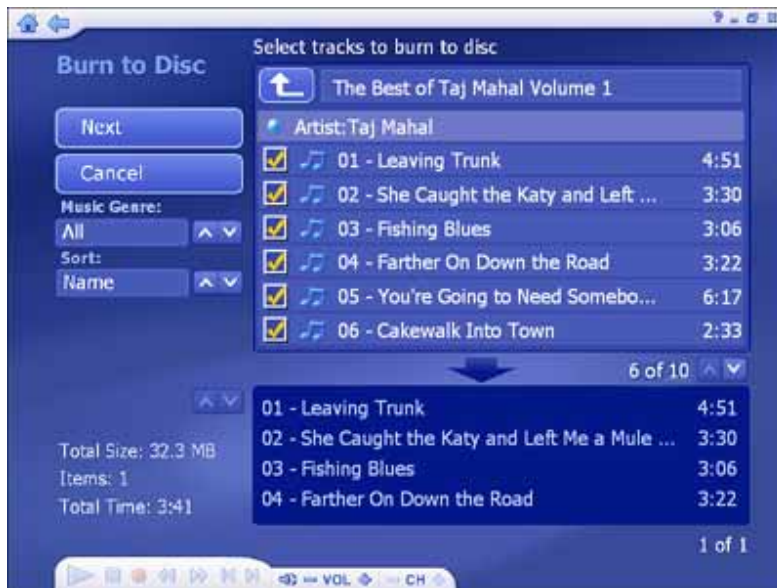 Burn to Disc
Next
Cancel
Music Genre:
All
Sort:
Name
Select tracks to burn to disc
The Best of Taj Mahal Volume 1
Artist:Taj Mahal
01 - Leaving Trunk 4:51
02 - She Caught the Katy and Left ... 3:30
03 - Fishing Blues 3:06
04 - Farther On Down the Road 3:22
05 - You're Going to Need Somebo... 6:17
06 - Cakewalk Into Town 2:33
6 of 10
01 - Leaving Trunk 4:51
02 - She Caught the Katy and Left Me a Mule ... 3:30
03 - Fishing Blues 3:06
04 - Farther On Down the Road 3:22
1 of 1
Total Size: 32.3 MB
Items: 1
Total Time: 3:41
VOL CH